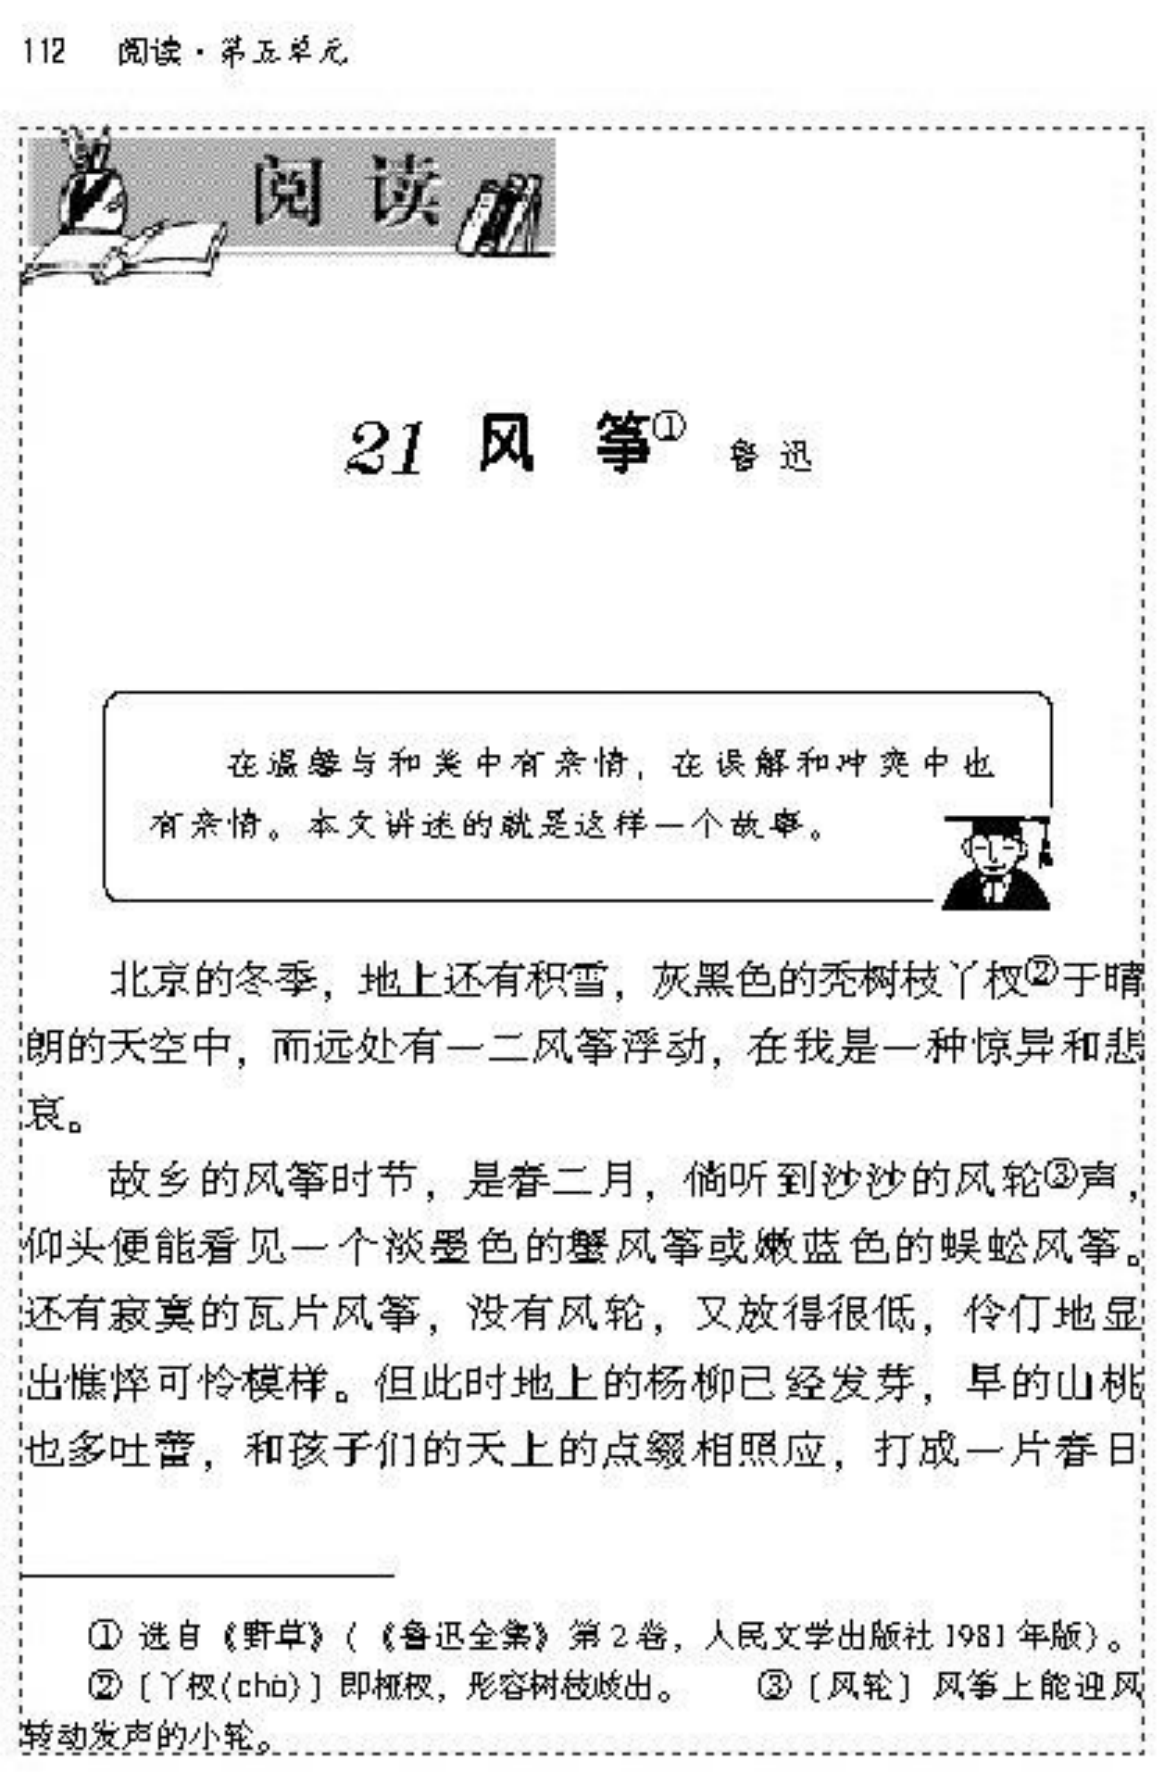 112 阅读·第五单元
阅读
21 风 筝① 鲁迅
在温馨与和美中有亲情，在误解和冲突中也
有亲情。本文讲述的就是这样一个故事。
北京的冬季，地上还有积雪，灰黑色的秃树枝丫杈②于晴
朗的天空中，而远处有一二风筝浮动，在我是一种惊异和悲
哀。
故乡的风筝时节，是春二月，倘听到沙沙的风轮③声，
仰头便能看见一个淡墨色的蟹风筝或嫩蓝色的蜈蚣风筝。
还有寂寞的瓦片风筝，没有风轮，又放得很低，伶仃地显
出憔悴可怜模样。但此时地上的杨柳已经发芽，早的山桃
也多吐蕾，和孩子们的天上的点缀相照应，打成一片春日
① 选自《野草》（《鲁迅全集》第2卷，人民文学出版社1981年版）。
②〔丫杈(chà)〕即桠杈，形容树枝歧出。 ③〔风轮〕风筝上能迎风
转动发声的小轮。